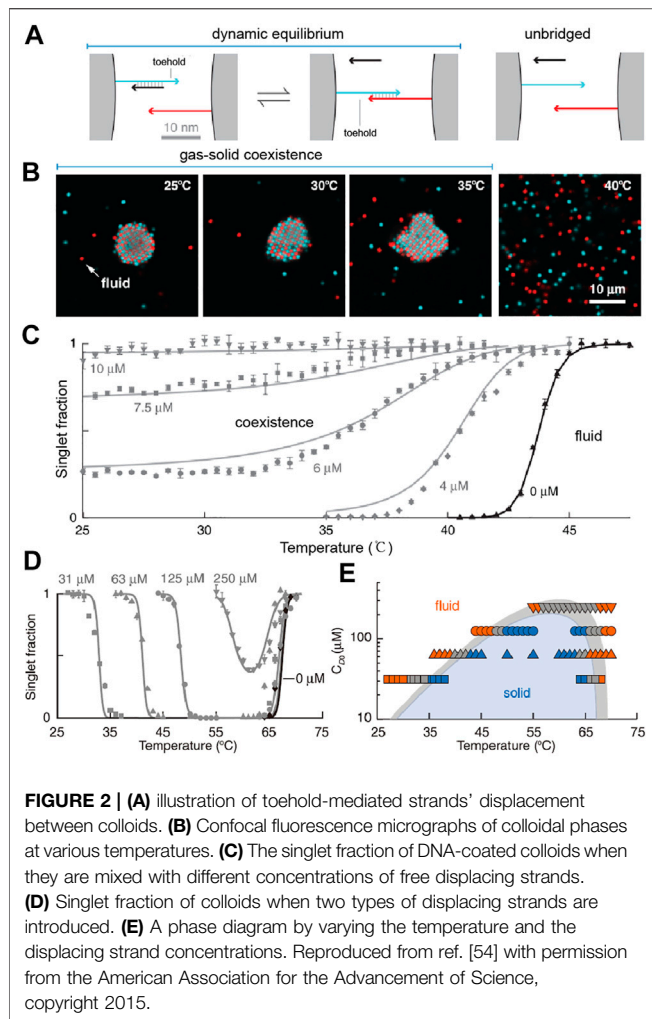 A
dynamic equilibrium
unbridged
toehold
toehold
10 nm
gas-solid coexistence
B
25℃
30℃
35℃
40℃
fluid
10 μm
C
Singlet fraction
1
0
10 μM
7.5 μM
coexistence
6 μM
4 μM
0 μM
fluid
25
30
35
40
45
Temperature (℃)
D
31 μM 63 μM 125 μM 250 μM
Singlet fraction
1
0
0 μM
25 35 45 55 65 75
Temperature (ºC)
E
C_D0 (μM)
100
10
fluid
solid
25 35 45 55 65 75
Temperature (ºC)
FIGURE 2 | (A) illustration of toehold-mediated strands' displacement
between colloids. (B) Confocal fluorescence micrographs of colloidal phases
at various temperatures. (C) The singlet fraction of DNA-coated colloids when
they are mixed with different concentrations of free displacing strands.
(D) Singlet fraction of colloids when two types of displacing strands are
introduced. (E) A phase diagram by varying the temperature and the
displacing strand concentrations. Reproduced from ref. [54] with permission
from the American Association for the Advancement of Science,
copyright 2015.